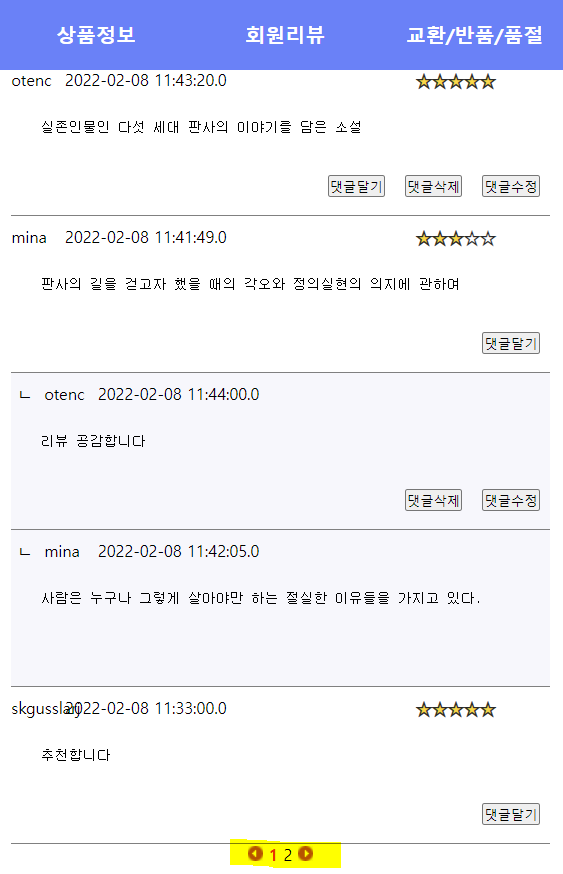 상품정보 회원리뷰 교환/반품/품절
otenc 2022-02-08 11:43:20.0
실존인물인 다섯 세대 판사의 이야기를 담은 소설
댓글달기 댓글삭제 댓글수정
mina 2022-02-08 11:41:49.0
판사의 길을 걷고자 했을 때의 각오와 정의실현의 의지에 관하여
댓글달기
ㄴ otenc 2022-02-08 11:44:00.0
리뷰 공감합니다
댓글삭제 댓글수정
ㄴ mina 2022-02-08 11:42:05.0
사람은 누구나 그렇게 살아야만 하는 절실한 이유들을 가지고 있다.
2022-02-08 11:33:00.0
추천합니다
댓글달기
1 2